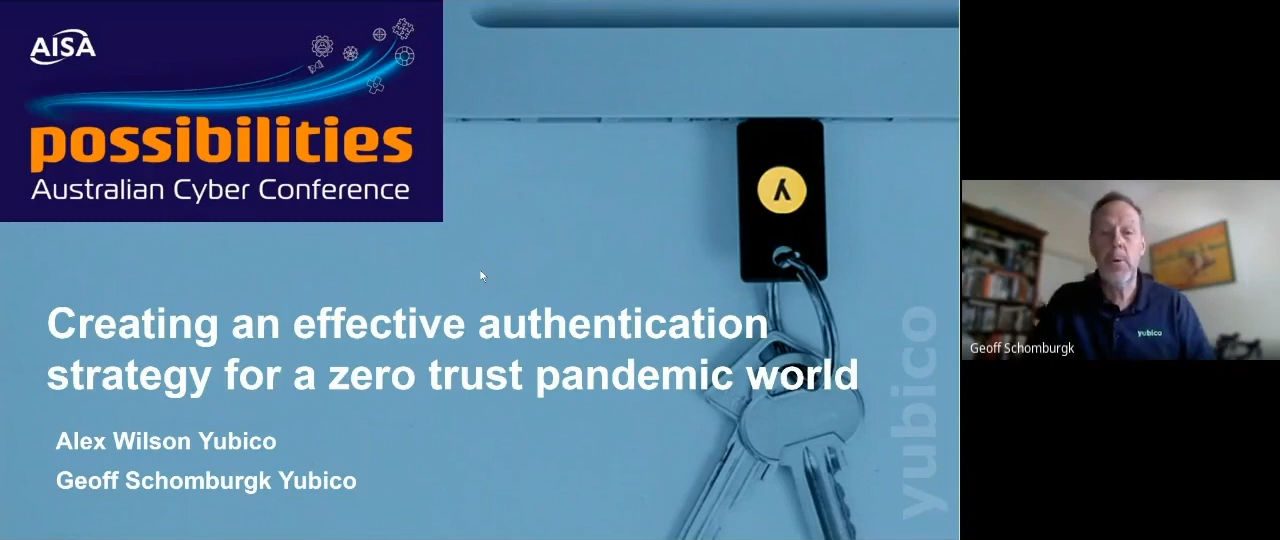 AISA
possibilities
Australian Cyber Conference
Creating an effective authentication
strategy for a zero trust pandemic world
Alex Wilson Yubico
Geoff Schomburgk Yubico
yubico
yubico
Geoff Schomburgk